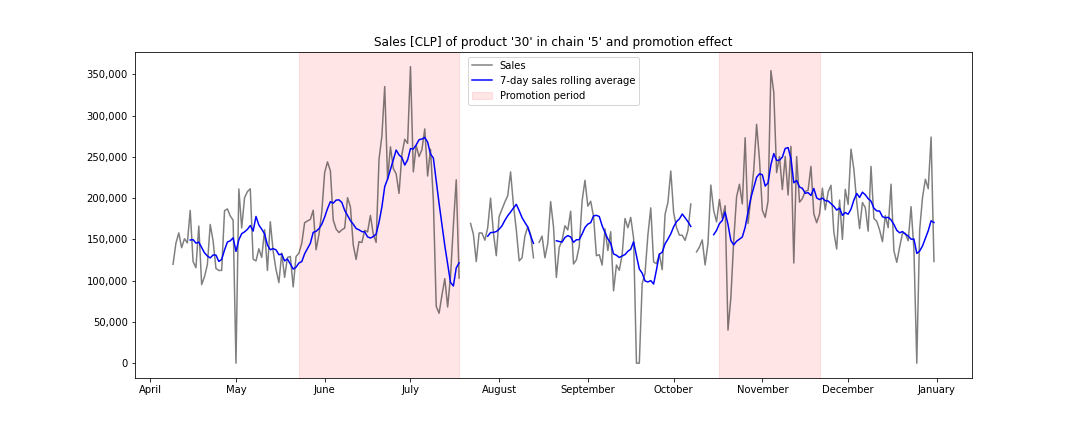 Sales [CLP] of product '30' in chain '5' and promotion effect
Sales
7-day sales rolling average
Promotion period
350,000
300,000
250,000
200,000
150,000
100,000
50,000
0
April May June July August September October November December January